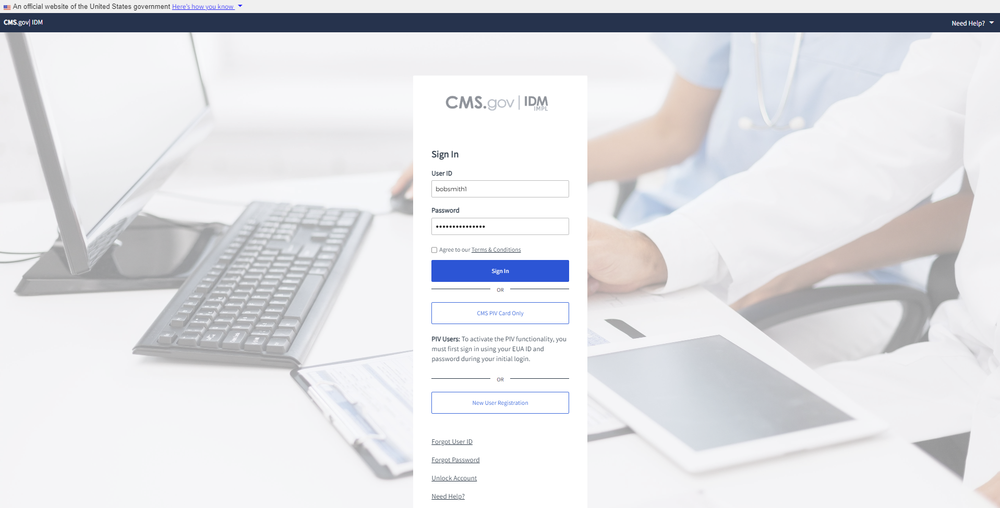 An official website of the United States government Here's how you know
CMS.gov| IDM
Need Help?
CMS.gov | IDM
IMPL
Sign In
User ID
bobsmith1
Password
•••••••••••••••
Agree to our Terms & Conditions
Sign In
OR
CMS PIV Card Only
PIV Users: To activate the PIV functionality, you
must first sign in using your EUA ID and
password during your initial login.
OR
New User Registration
Forgot User ID
Forgot Password
Unlock Account
Need Help?